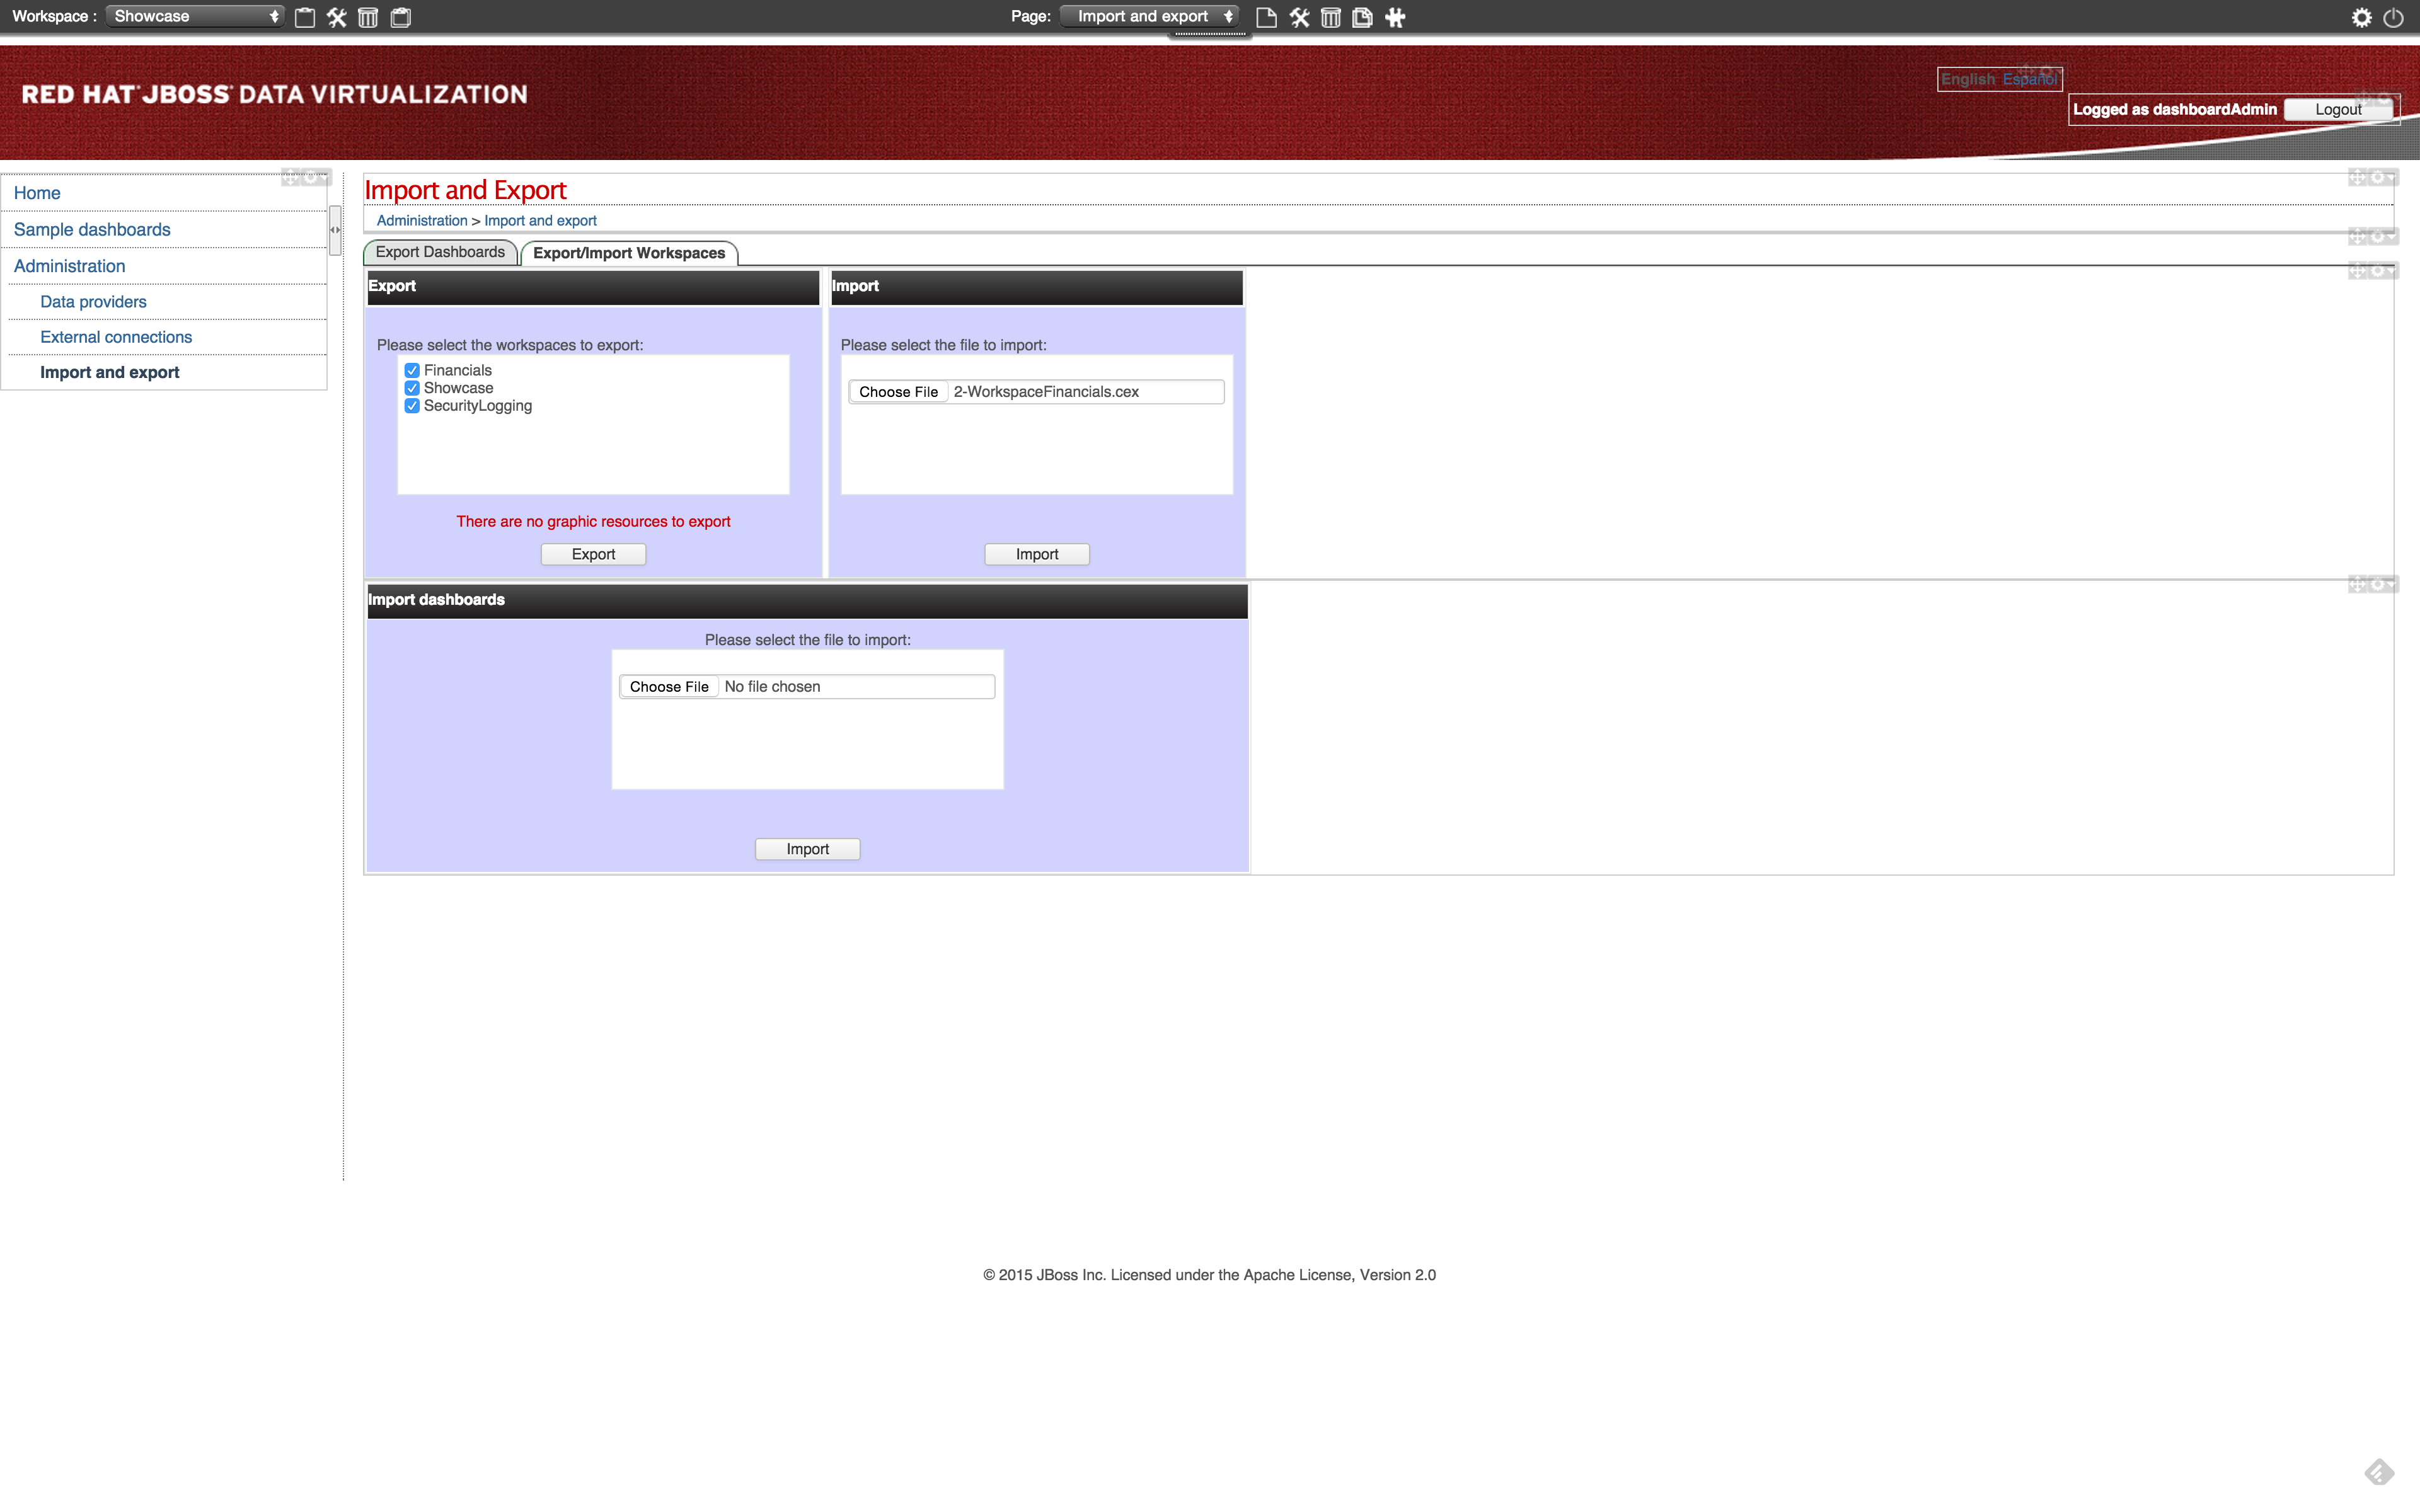 Workspace : Showcase Page: Import and export
RED HAT JBOSS DATA VIRTUALIZATION
English Español
Logged as dashboardAdmin Logout
Home
Sample dashboards
Administration
Data providers
External connections
Import and export
Import and Export
Administration > Import and export
Export Dashboards Export/Import Workspaces
Export
Please select the workspaces to export:
Financials
Showcase
SecurityLogging
There are no graphic resources to export
Export
Import
Please select the file to import:
Choose File 2-WorkspaceFinancials.cex
Import
Import dashboards
Please select the file to import:
Choose File No file chosen
Import
© 2015 JBoss Inc. Licensed under the Apache License, Version 2.0